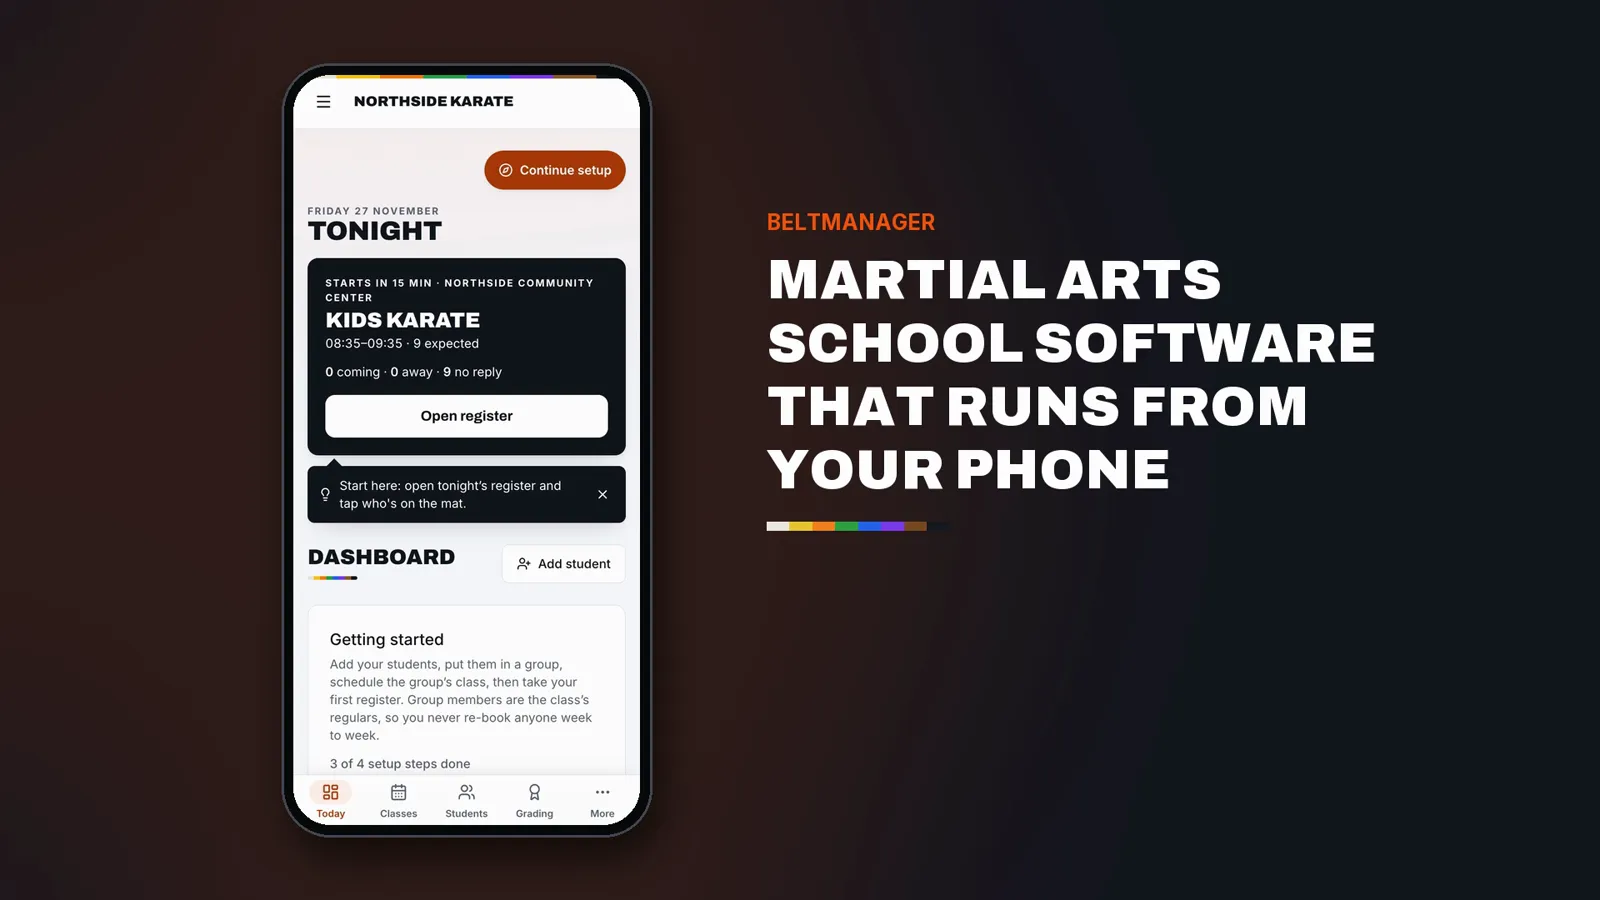 NORTHSIDE KARATE
Continue setup
FRIDAY 27 NOVEMBER
TONIGHT
STARTS IN 15 MIN · NORTHSIDE COMMUNITY
CENTER
KIDS KARATE
08:35–09:35 · 9 expected
0 coming · 0 away · 9 no reply
Open register
Start here: open tonight’s register and
tap who's on the mat.
DASHBOARD
Add student
Getting started
Add your students, put them in a group,
schedule the group’s class, then take your
first register. Group members are the class’s
regulars, so you never re-book anyone week
to week.
3 of 4 setup steps done
Today
Classes
Students
Grading
More
BELTMANAGER
MARTIAL ARTS
SCHOOL SOFTWARE
THAT RUNS FROM
YOUR PHONE